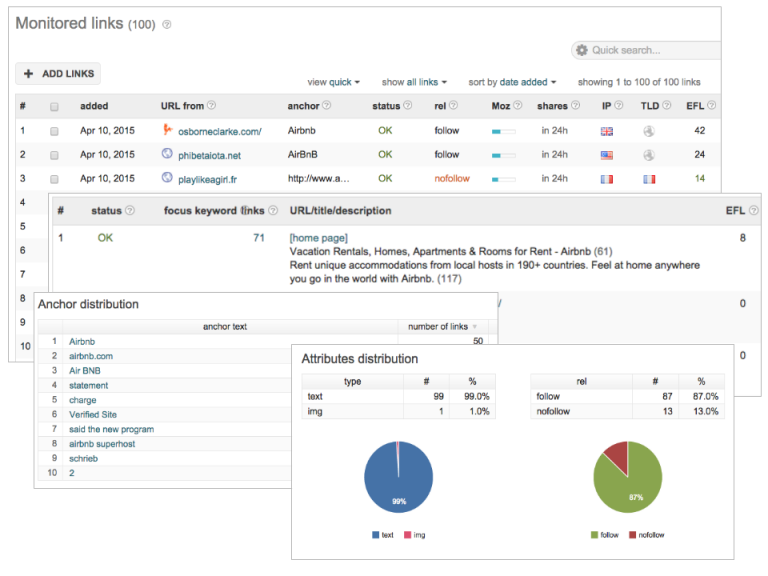 Monitored links (100) ?
Quick search...
+ ADD LINKS
view quick show all links sort by date added showing 1 to 100 of 100 links
# added URL from ? anchor ? status ? rel ? Moz ? shares ? IP ? TLD ? EFL ?
1 Apr 10, 2015 osborneclarke.com/ Airbnb OK follow in 24h 42
2 Apr 10, 2015 phibetaiota.net AirBnB OK follow in 24h 24
3 Apr 10, 2015 playlikeagirl.fr http://www.a... OK nofollow in 24h 14
4
5
6
7
8
9
10
# status ? focus keyword links ? URL/title/description EFL ?
1 OK 71 [home page] 8
Vacation Rentals, Homes, Apartments & Rooms for Rent - Airbnb (61)
Rent unique accommodations from local hosts in 190+ countries. Feel at home anywhere
you go in the world with Airbnb. (117)
/ 0
0
Anchor distribution
anchor text number of links
1 Airbnb 50
2 airbnb.com
3 Air BNB
4 statement
5 charge
6 Verified Site
7 said the new program
8 airbnb superhost
9 schrieb
10 2
Attributes distribution
type # %
text 99 99.0%
img 1 1.0%
99%
text img
rel # %
follow 87 87.0%
nofollow 13 13.0%
87%
follow nofollow